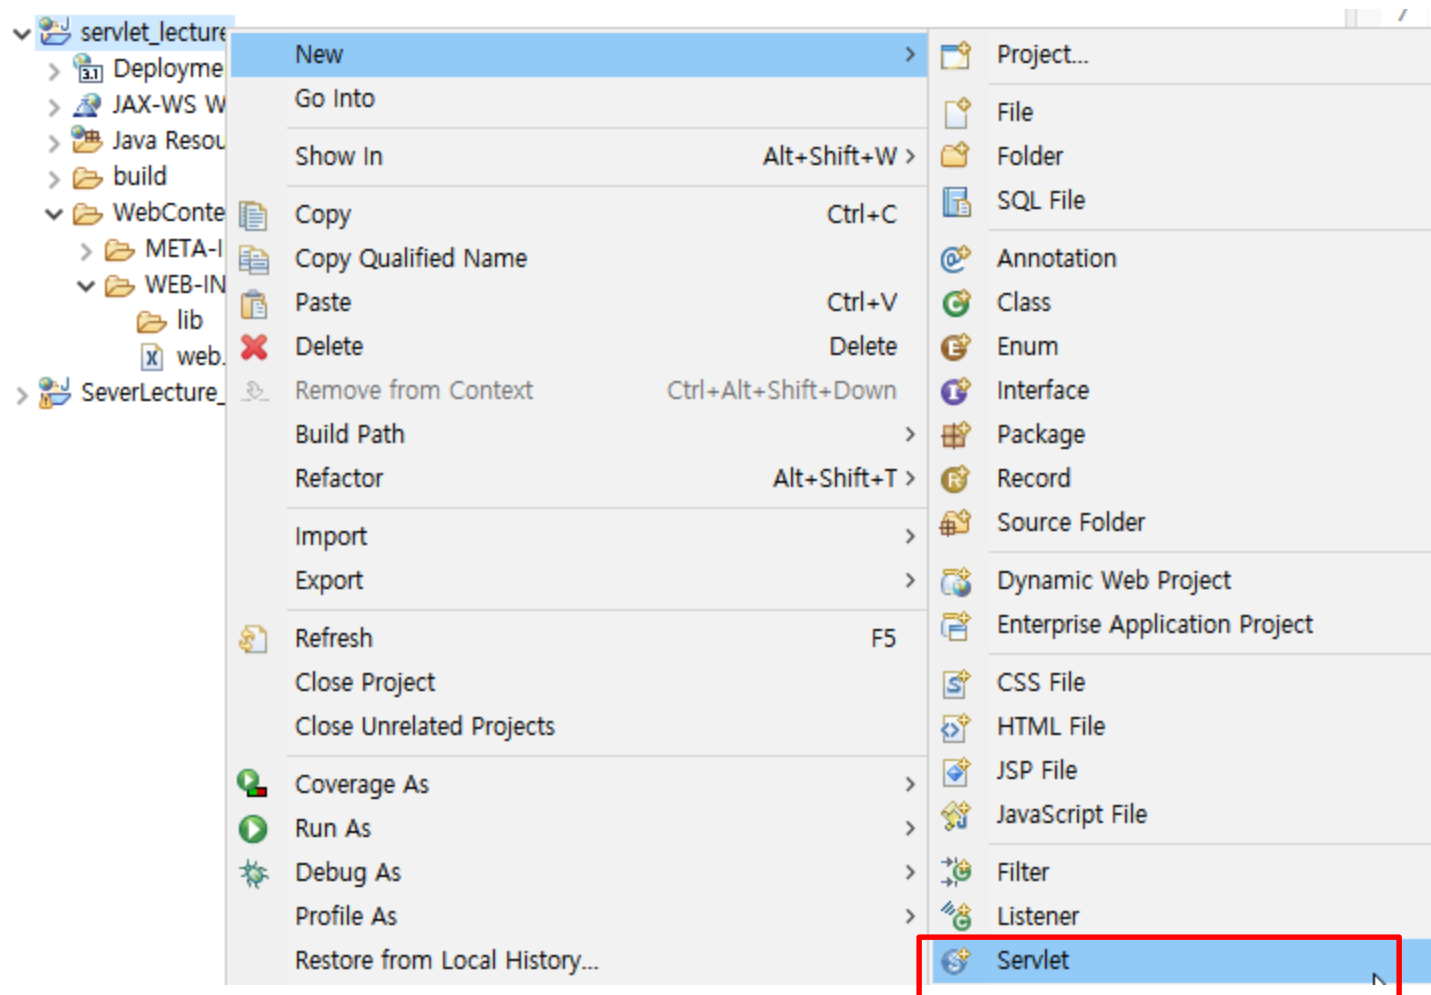 servlet_lecture
Deployme
JAX-WS W
Java Resou
build
WebConte
META-I
WEB-IN
lib
web.
SeverLecture_
New
Go Into
Show In Alt+Shift+W
Copy Ctrl+C
Copy Qualified Name
Paste Ctrl+V
Delete Delete
Remove from Context Ctrl+Alt+Shift+Down
Build Path
Refactor Alt+Shift+T
Import
Export
Refresh F5
Close Project
Close Unrelated Projects
Coverage As
Run As
Debug As
Profile As
Restore from Local History...
Project...
File
Folder
SQL File
Annotation
Class
Enum
Interface
Package
Record
Source Folder
Dynamic Web Project
Enterprise Application Project
CSS File
HTML File
JSP File
JavaScript File
Filter
Listener
Servlet